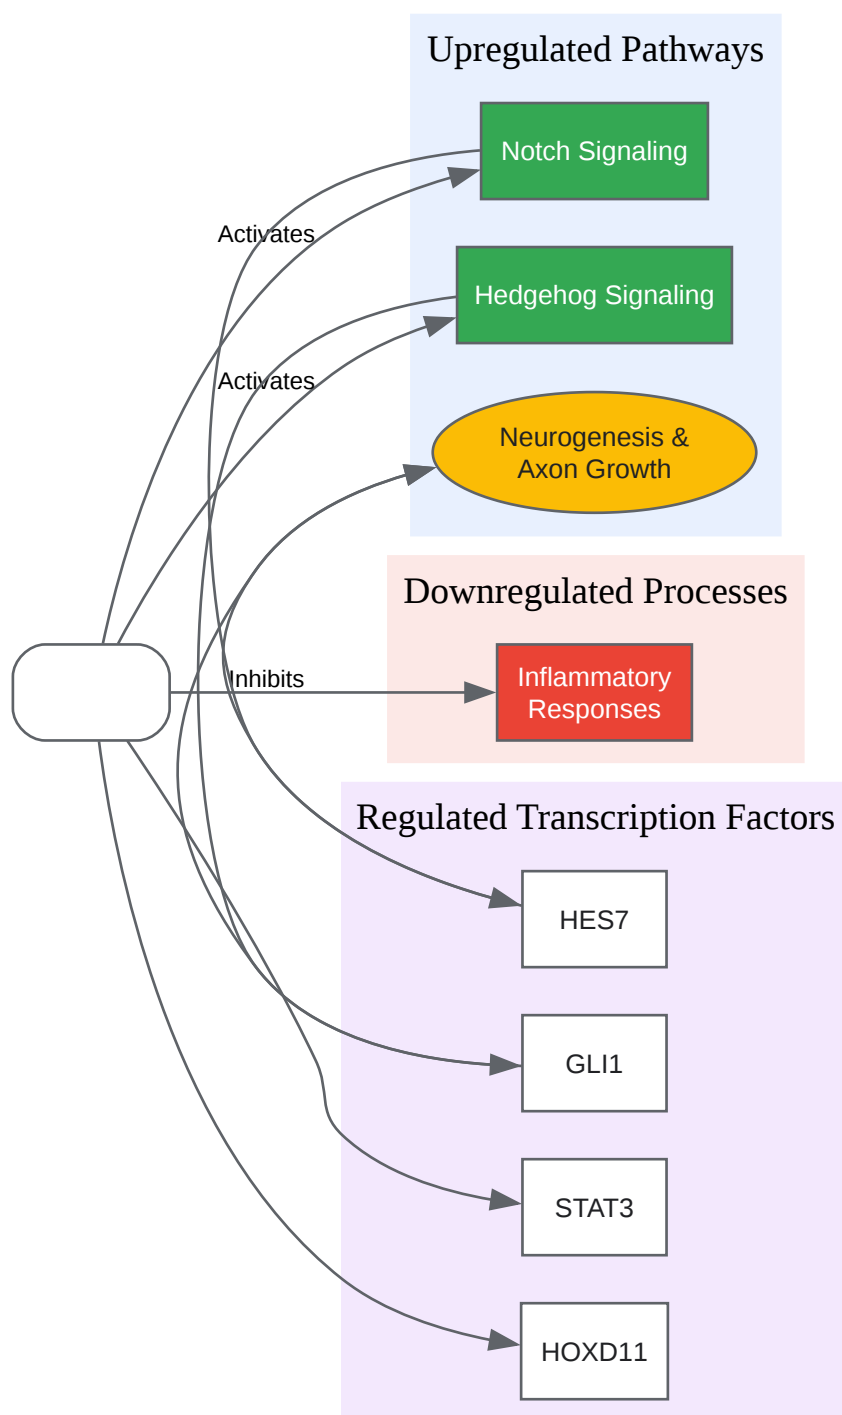 Upregulated Pathways
Notch Signaling
Activates
Hedgehog Signaling
Activates
Neurogenesis &
Axon Growth
Downregulated Processes
Inhibits
Inflammatory
Responses
Regulated Transcription Factors
HES7
GLI1
STAT3
HOXD11